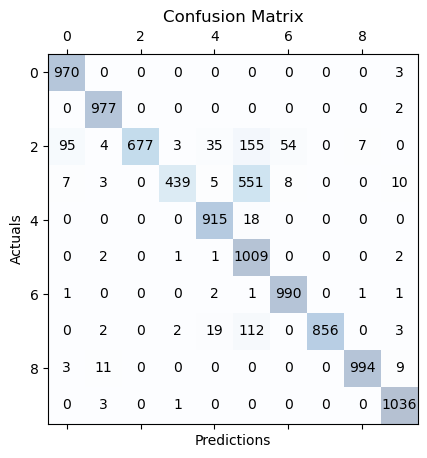 Confusion Matrix
0 2 4 6 8
0 970 0 0 0 0 0 0 0 0 3
0 977 0 0 0 0 0 0 0 2
2 95 4 677 3 35 155 54 0 7 0
7 3 0 439 5 551 8 0 0 10
4 0 0 0 0 915 18 0 0 0 0
0 2 0 1 1 1009 0 0 0 2
6 1 0 0 0 2 1 990 0 1 1
0 2 0 2 19 112 0 856 0 3
8 3 11 0 0 0 0 0 0 994 9
0 3 0 1 0 0 0 0 0 1036
Actuals
Predictions